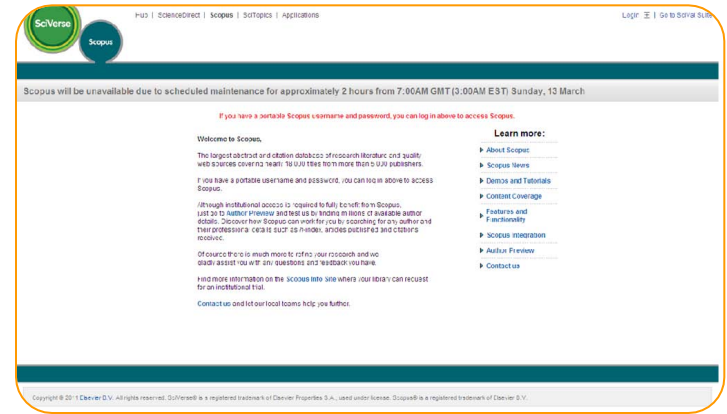 SciVerse
Scopus
Hub | ScienceDirect | Scopus | SciTopics | Applications
Login | Go to SciVal Suite
Scopus will be unavailable due to scheduled maintenance for approximately 2 hours from 7:00AM GMT (3:00AM EST) Sunday, 13 March
If you have a portable Scopus username and password, you can log in above to access Scopus.
Welcome to Scopus,
The largest abstract and citation database of research literature and quality
web sources covering nearly 18,000 titles from more than 5,000 publishers.
If you have a portable username and password, you can log in above to access
Scopus.
Although institutional access is required to fully benefit from Scopus,
just go to Author Preview and test us by finding millions of available author
details. Discover how Scopus can work for you by searching for any author and
their professional details such as h-index, articles published and citations
received.
Of course there is much more to refine your research and we
gladly assist you with any questions and feedback you have.
Find more information on the Scopus Info Site where your library can request
for an institutional trial.
Contact us and let our local teams help you further.
Learn more:
About Scopus
Scopus News
Demos and Tutorials
Content Coverage
Features and
Functionality
Scopus Integration
Author Preview
Contact us
Copyright © 2011 Elsevier B.V. All rights reserved. SciVerse® is a registered trademark of Elsevier Properties S.A., used under license. Scopus® is a registered trademark of Elsevier B.V.